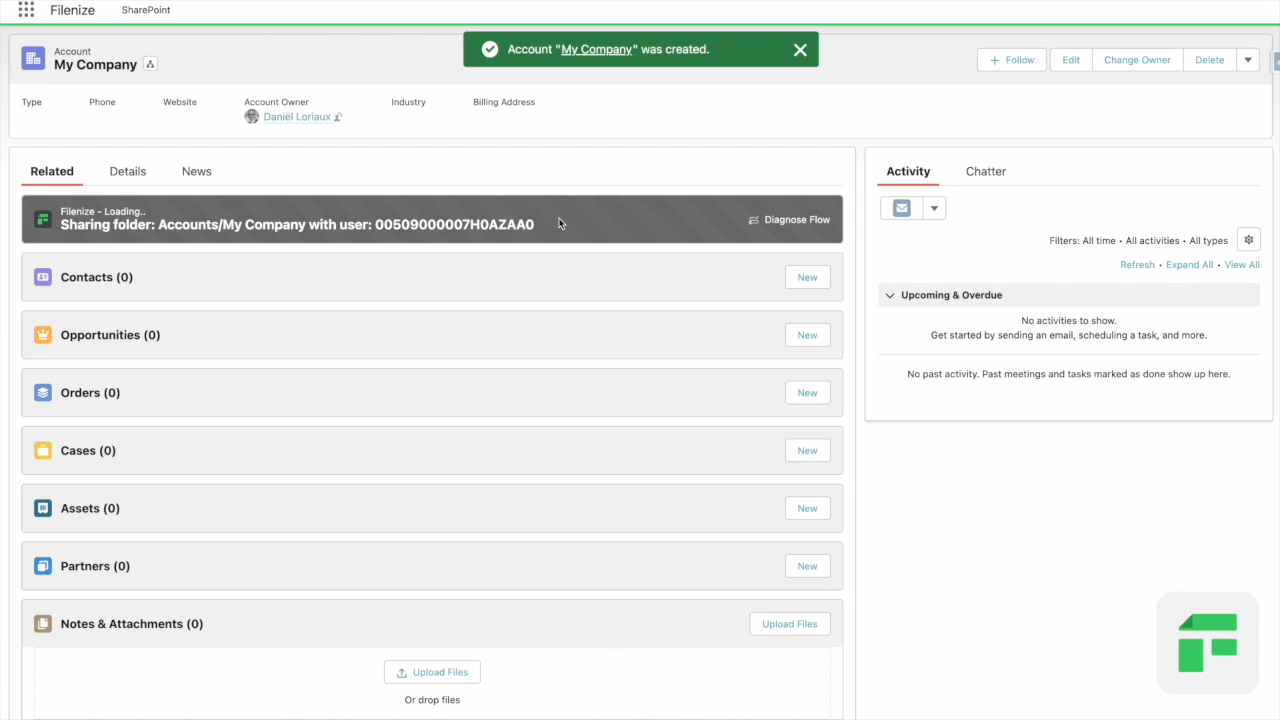 Filenize SharePoint
Account "My Company" was created.
Account
My Company
Follow Edit Change Owner Delete
Type Phone Website Account Owner Industry Billing Address
Daniël Loriaux
Related Details News
Filenize - Loading..
Sharing folder: Accounts/My Company with user: 00509000007H0AZAA0
Diagnose Flow
Contacts (0) New
Opportunities (0) New
Orders (0) New
Cases (0) New
Assets (0) New
Partners (0) New
Notes & Attachments (0) Upload Files
Upload Files
Or drop files
Activity Chatter
Filters: All time • All activities • All types
Refresh • Expand All • View All
Upcoming & Overdue
No activities to show.
Get started by sending an email, scheduling a task, and more.
No past activity. Past meetings and tasks marked as done show up here.